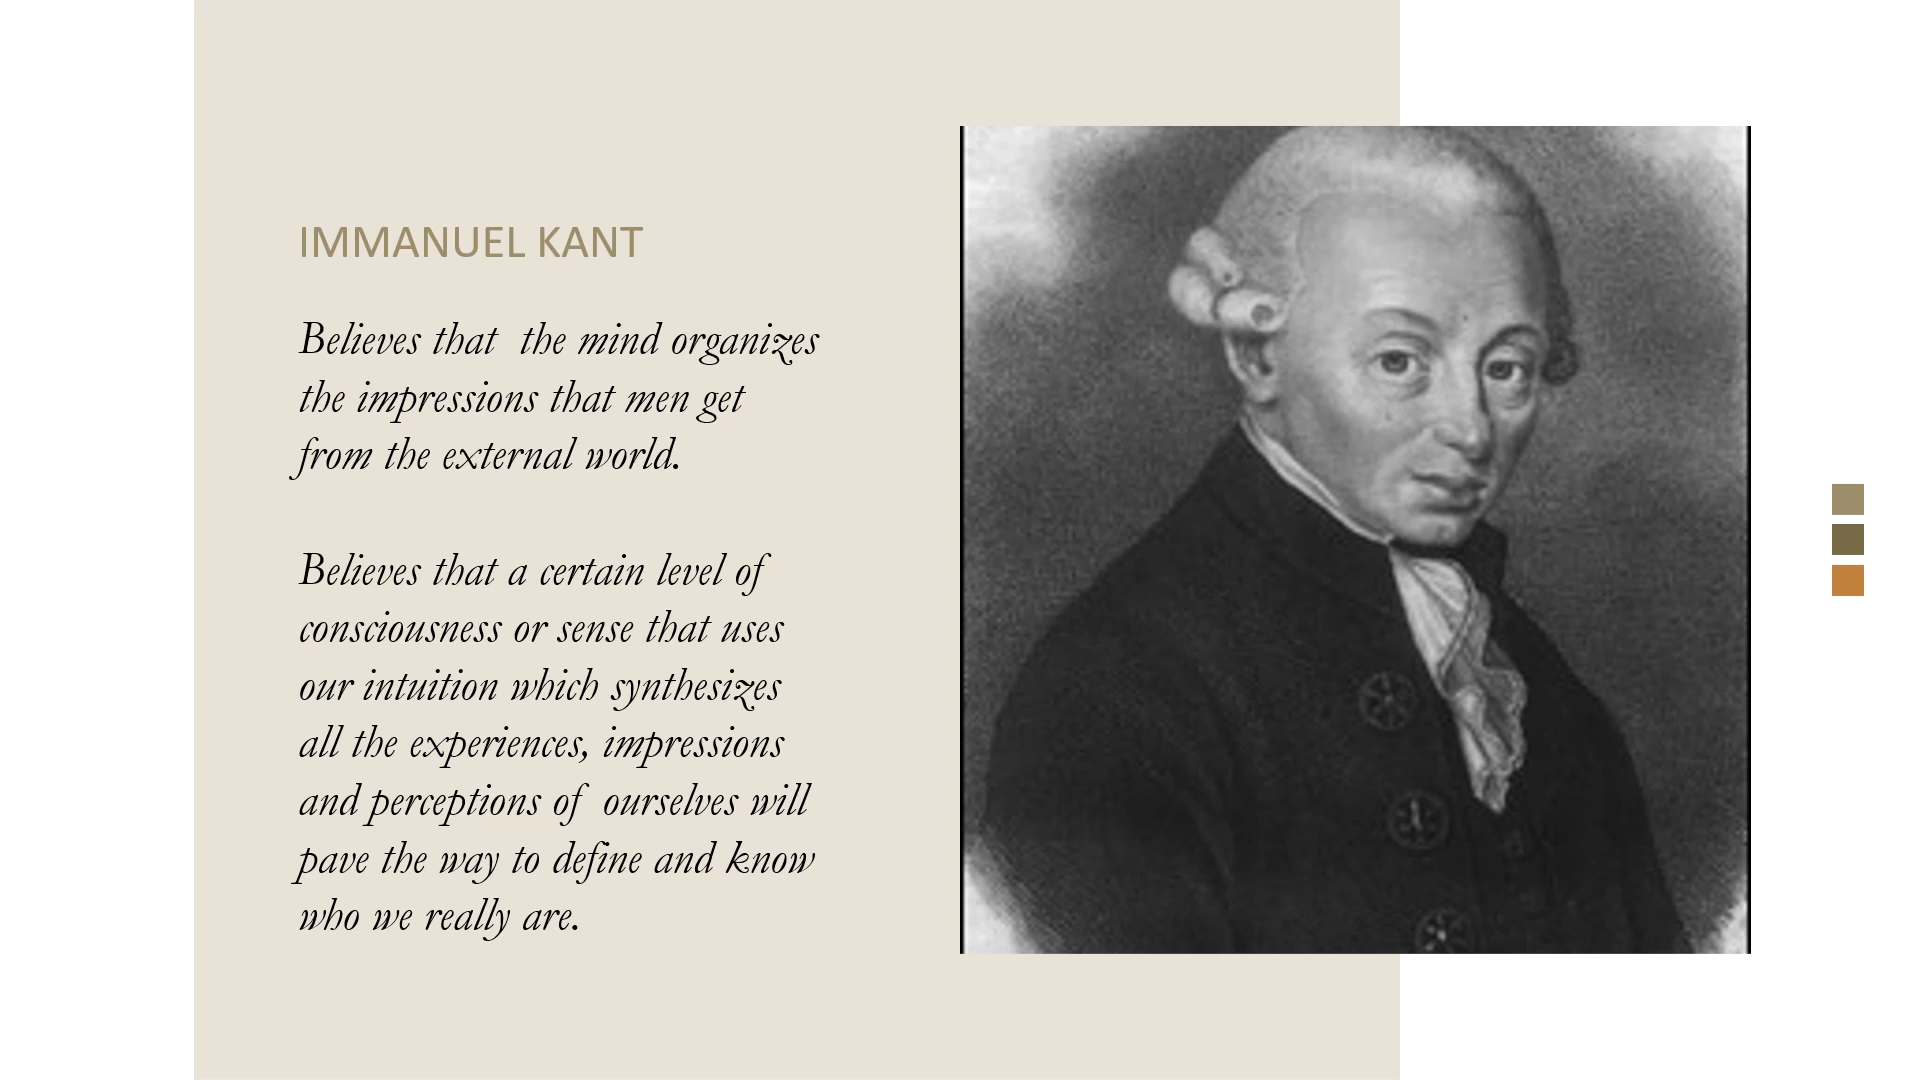 IMMANUEL KANT
Believes that  the mind organizes
the impressions that men get
from the external world.
Believes that a certain level of
consciousness or sense that uses
our intuition which synthesizes
all the experiences, impressions
and perceptions of  ourselves will
pave the way to define and know
who we really are.